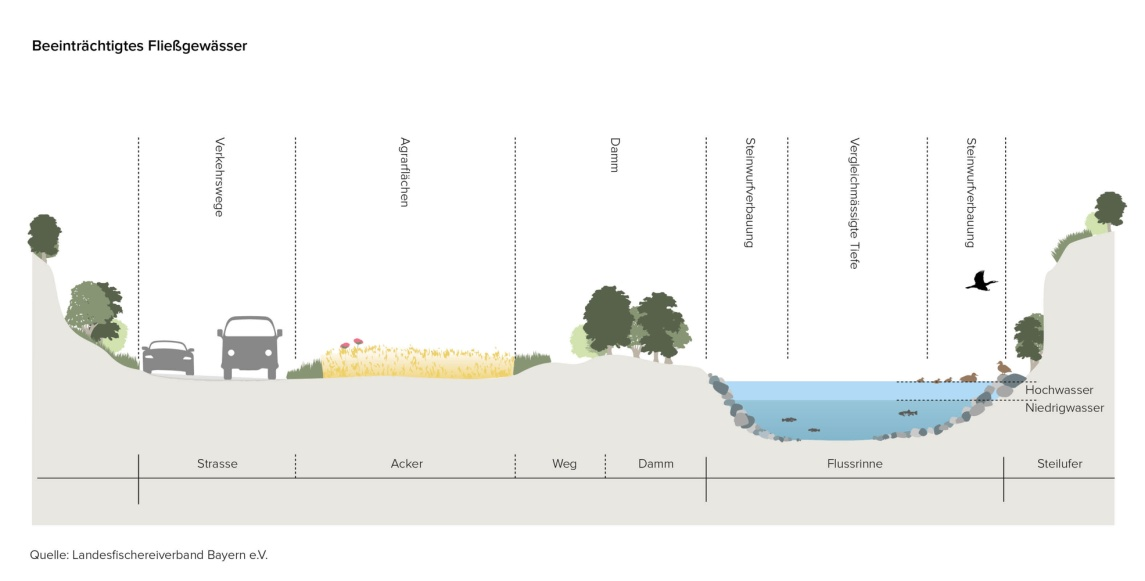 Beeinträchtigtes Fließgewässer
Verkehrswege
Agrarflächen
Damm
Steinwurfverbauung
Vergleichmässigte Tiefe
Steinwurfverbauung
Hochwasser
Niedrigwasser
Strasse
Acker
Weg
Damm
Flussrinne
Steilufer
Quelle: Landesfischereiverband Bayern e.V.